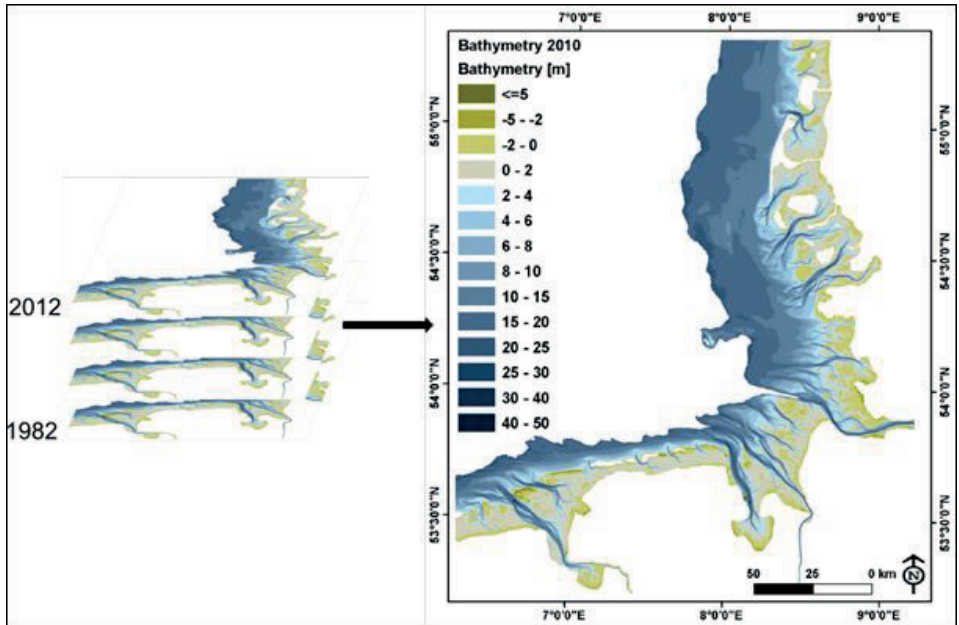 2012
1982
7°0'0"E 8°0'0"E 9°0'0"E
Bathymetry 2010
Bathymetry [m]
<=5
-5 - -2
-2 - 0
0 - 2
2 - 4
4 - 6
6 - 8
8 - 10
10 - 15
15 - 20
20 - 25
25 - 30
30 - 40
40 - 50
55°0'0"N
54°30'0"N
54°0'0"N
53°30'0"N
55°0'0"N
54°30'0"N
54°0'0"N
53°30'0"N
50 25 0 km
N
7°0'0"E 8°0'0"E 9°0'0"E